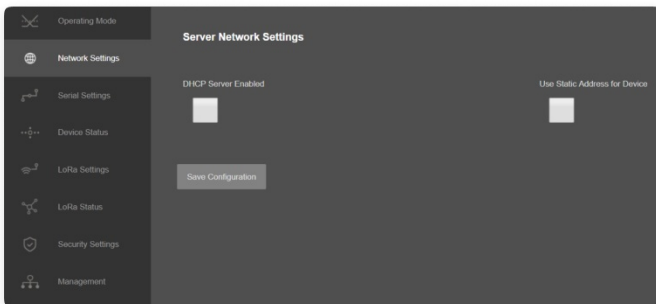 Operating Mode
Network Settings
Serial Settings
Device Status
LoRa Settings
LoRa Status
Security Settings
Management
Server Network Settings
DHCP Server Enabled
Use Static Address for Device
Save Configuration